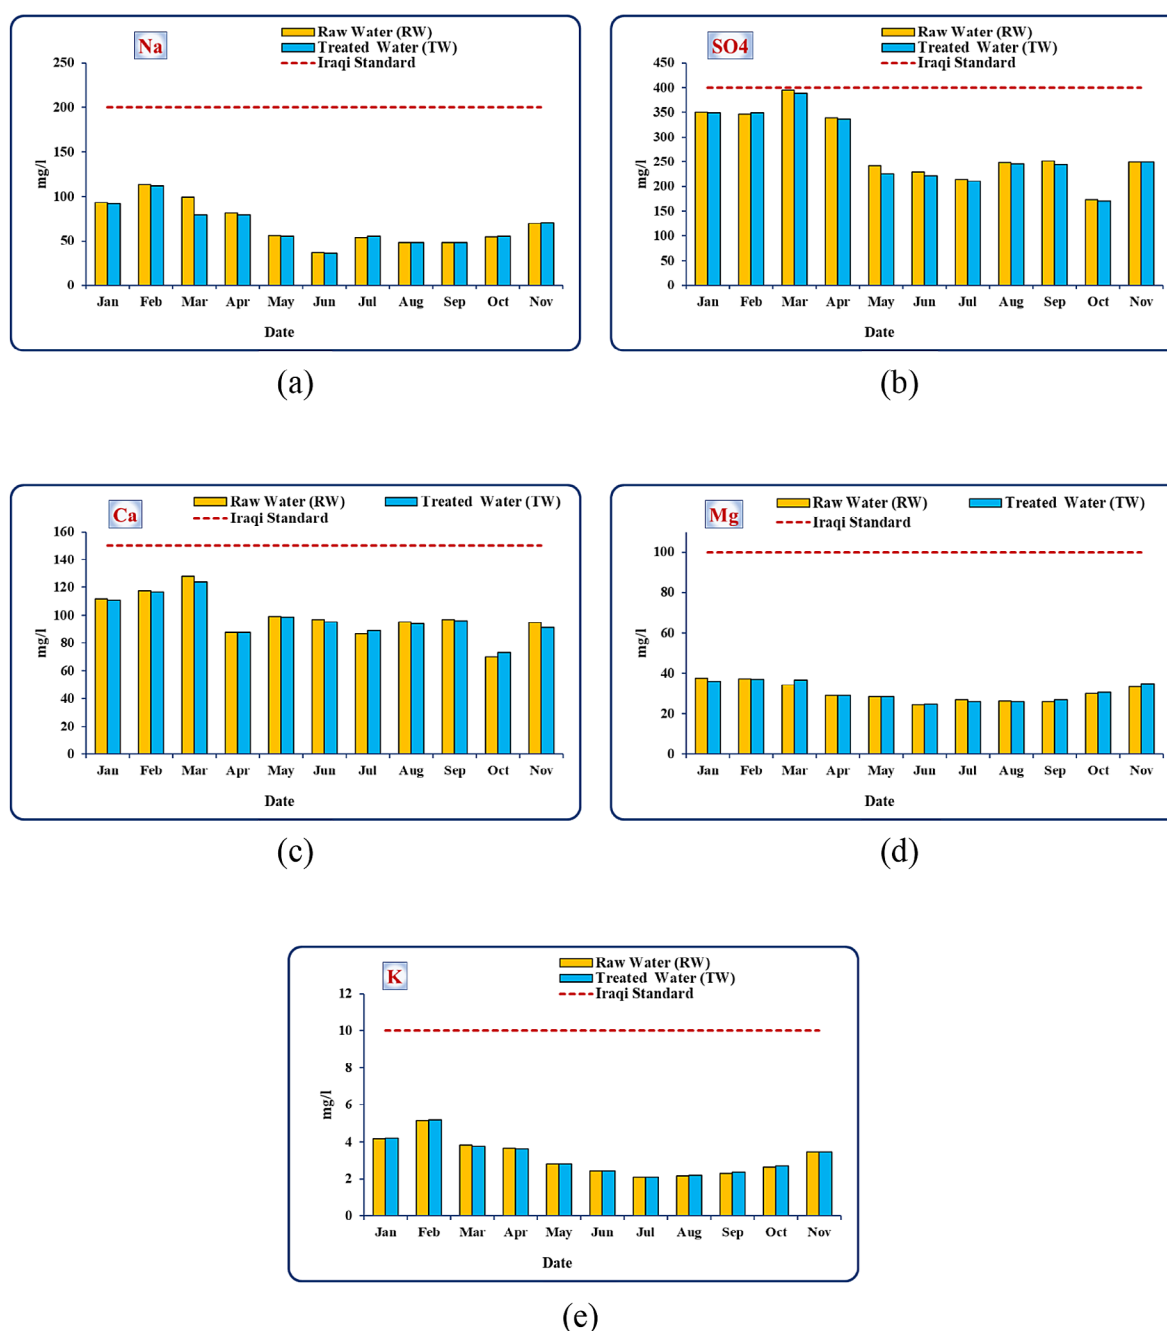 Na
Raw Water (RW)
Treated Water (TW)
Iraqi Standard
250
200
150
100
50
0
mg/l
Jan Feb Mar Apr May Jun Jul Aug Sep Oct Nov
Date
(a)
SO4
Raw Water (RW)
Treated Water (TW)
Iraqi Standard
450
400
350
300
250
200
150
400
50
0
mg/l
Jan Feb Mar Apr May Jun Jul Aug Sep Oct Nov
Date
(b)
Ca
Raw Water (RW) Treated Water (TW)
Iraqi Standard
160
140
120
100
80
60
40
20
0
mg/l
Jan Feb Mar Apr May Jun Jul Aug Sep Oct Nov
Date
(c)
Mg
Raw Water (RW) Treated Water (TW)
Iraqi Standard
100
80
60
40
20
0
mg/l
Jan Feb Mar Apr May Jun Jul Aug Sep Oct Nov
Date
(d)
K
Raw Water (RW)
Treated Water (TW)
Iraqi Standard
12
10
8
6
4
2
0
mg/l
Jan Feb Mar Apr May Jun Jul Aug Sep Oct Nov
Date
(e)